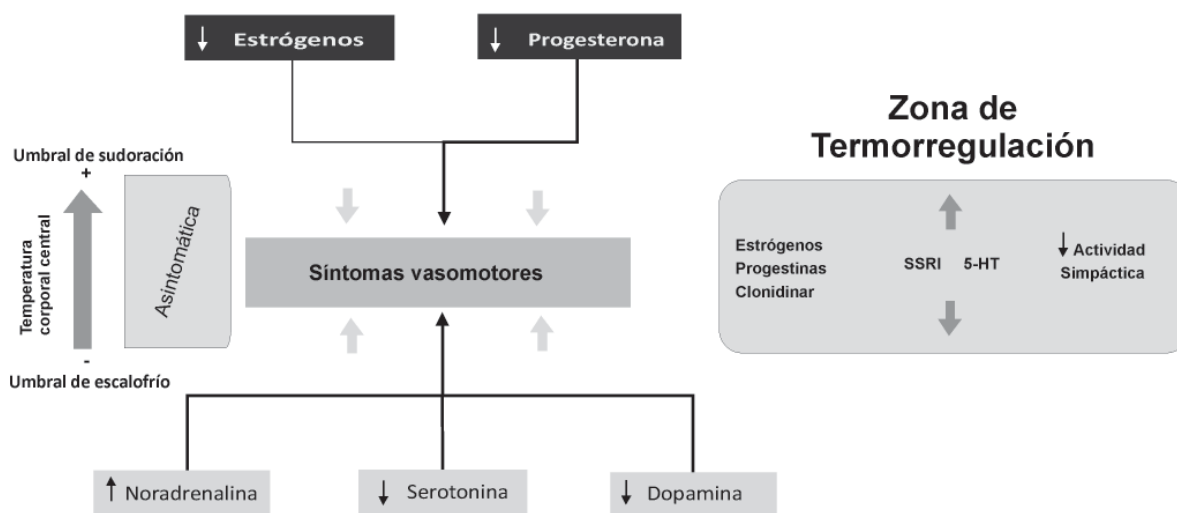 Estrógenos
Progesterona
Zona de
Termorregulación
Umbral de sudoración
+
Temperatura
corporal central
Asintomática
-
Umbral de escalofrío
Síntomas vasomotores
Estrógenos
Progestinas
Clonidinar
SSRI 5-HT
Actividad
Simpáctica
Noradrenalina
Serotonina
Dopamina